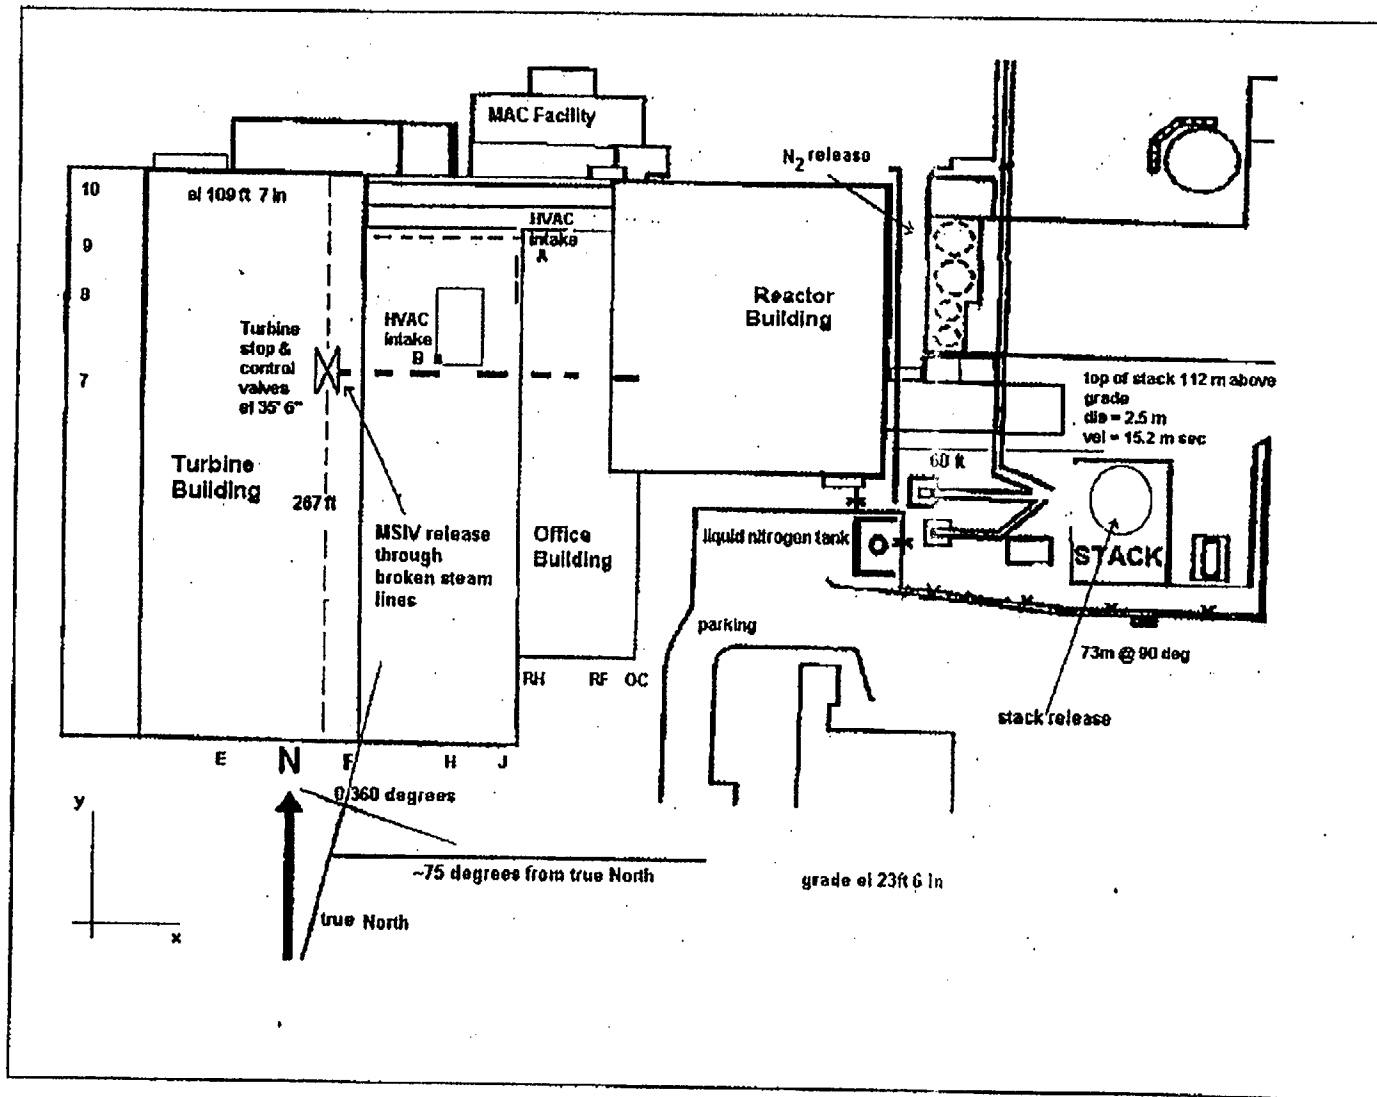 MAC Facility
N2 release
10
el 109 ft 7 in
HVAC
intake
A
9
8
Reactor
Building
HVAC
intake
B
Turbine
stop &
control
valves
el 35' 6"
7
top of stack 112 m above
grade
dia = 2.5 m
vel = 15.2 m sec
60 ft
Turbine
Building
267 ft
MSIV release
through
broken steam
lines
Office
Building
liquid nitrogen tank
STACK
parking
73m @ 90 deg
RH
RF
OC
stack release
E
N
F
H
J
0/360 degrees
y
~75 degrees from true North
grade el 23ft 6 in
true North
x